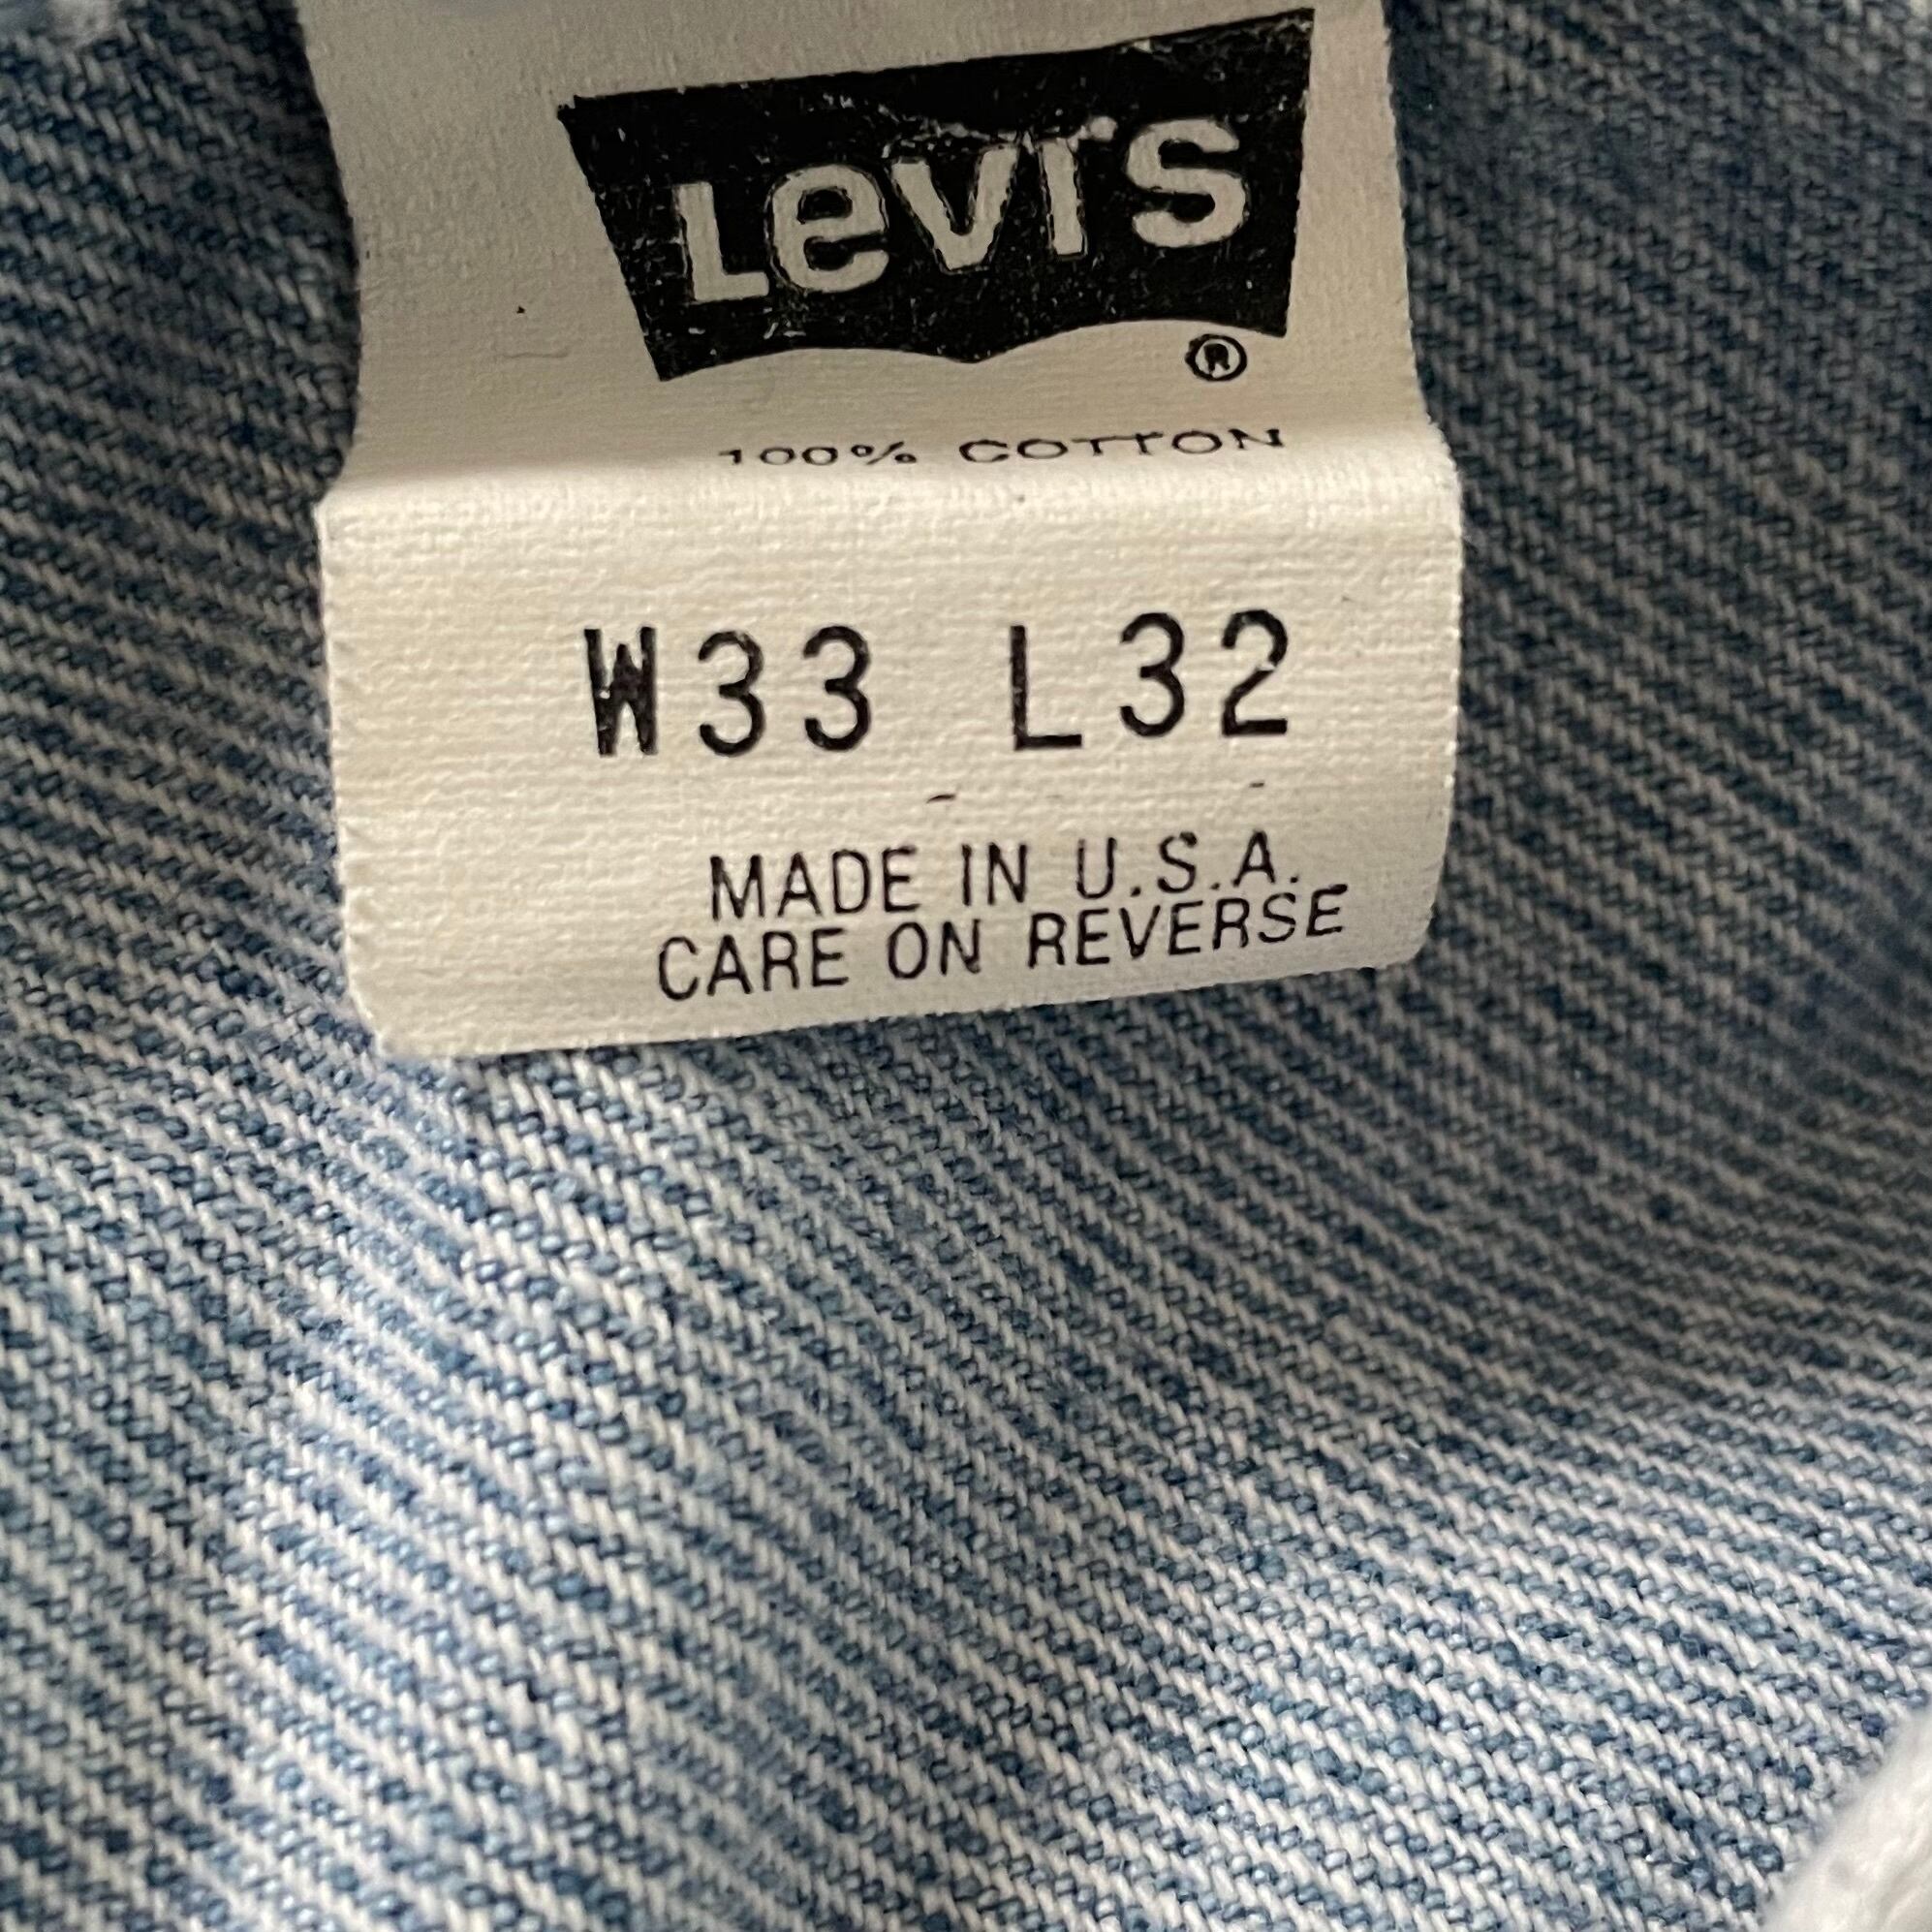 Levi's
®
100% COTTON
W33 L32
MADE IN U.S.A.
CARE ON REVERSE